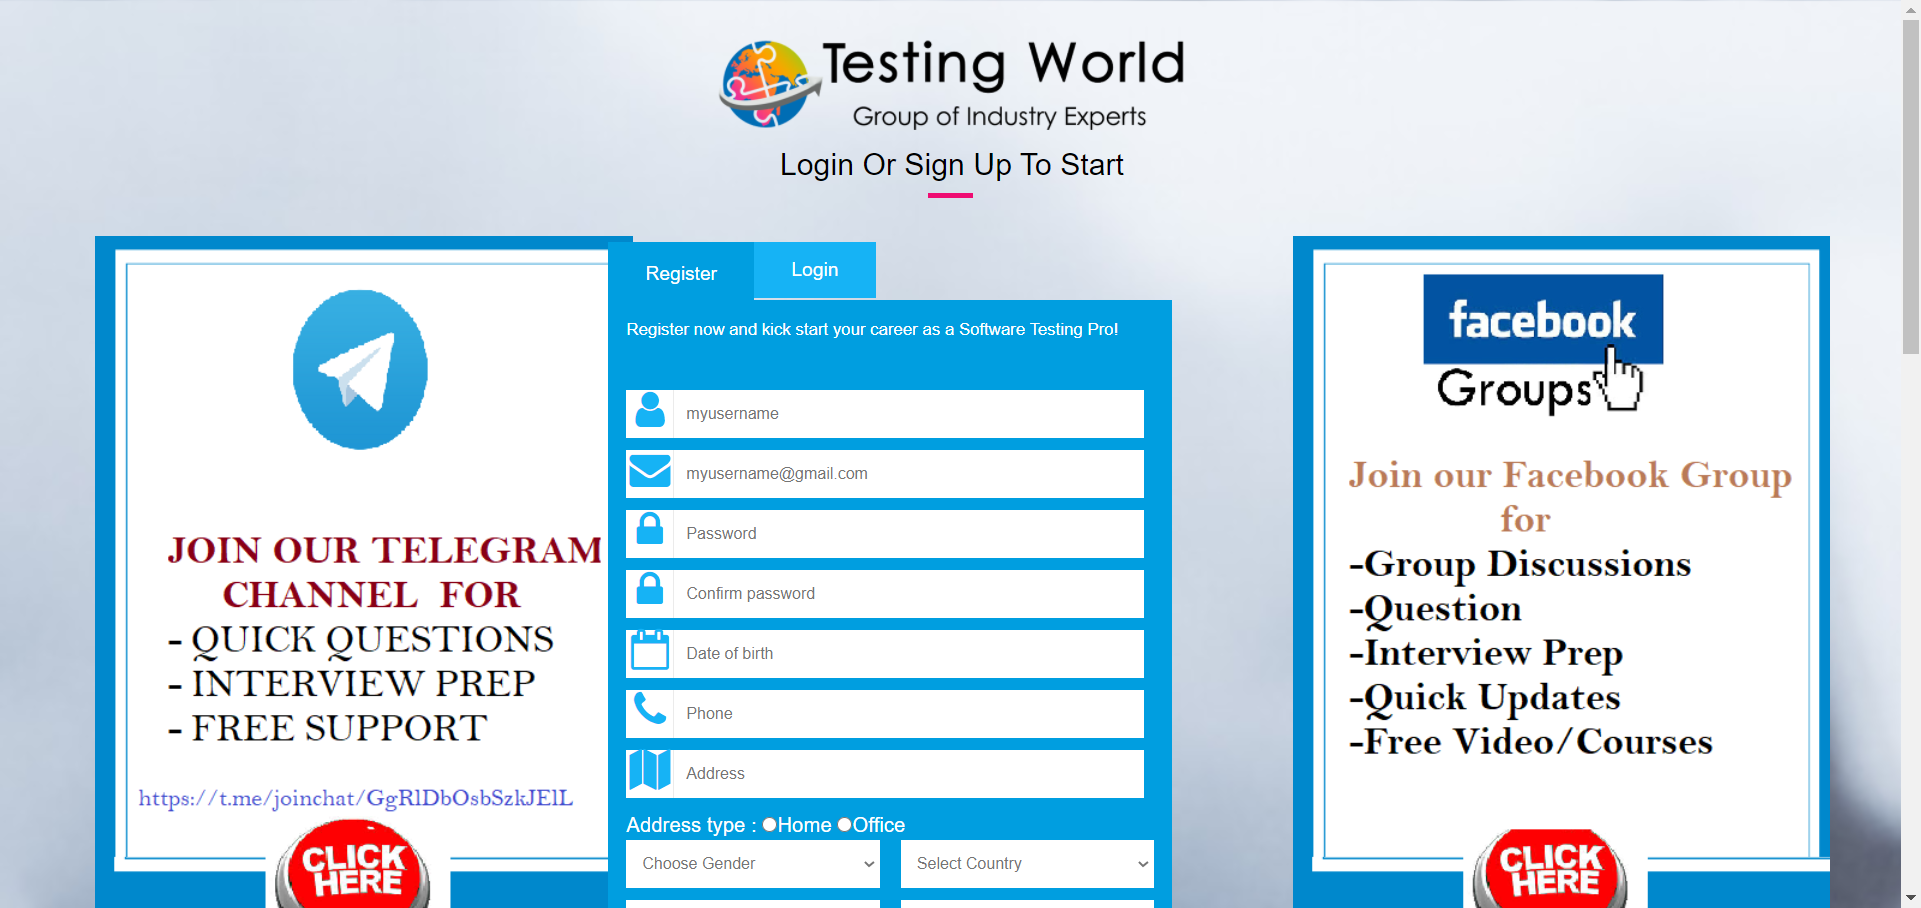 Testing World
Group of Industry Experts
Login Or Sign Up To Start
JOIN OUR TELEGRAM
CHANNEL FOR
- QUICK QUESTIONS
- INTERVIEW PREP
- FREE SUPPORT
https://t.me/joinchat/GgRlDbOsbSzkJElL
CLICK
HERE
Register
Login
Register now and kick start your career as a Software Testing Pro!
myusername
myusername@gmail.com
Password
Confirm password
Date of birth
Phone
Address
Address type : Home Office
Choose Gender
Select Country
facebook
Groups
Join our Facebook Group
for
-Group Discussions
-Question
-Interview Prep
-Quick Updates
-Free Video/Courses
CLICK
HERE